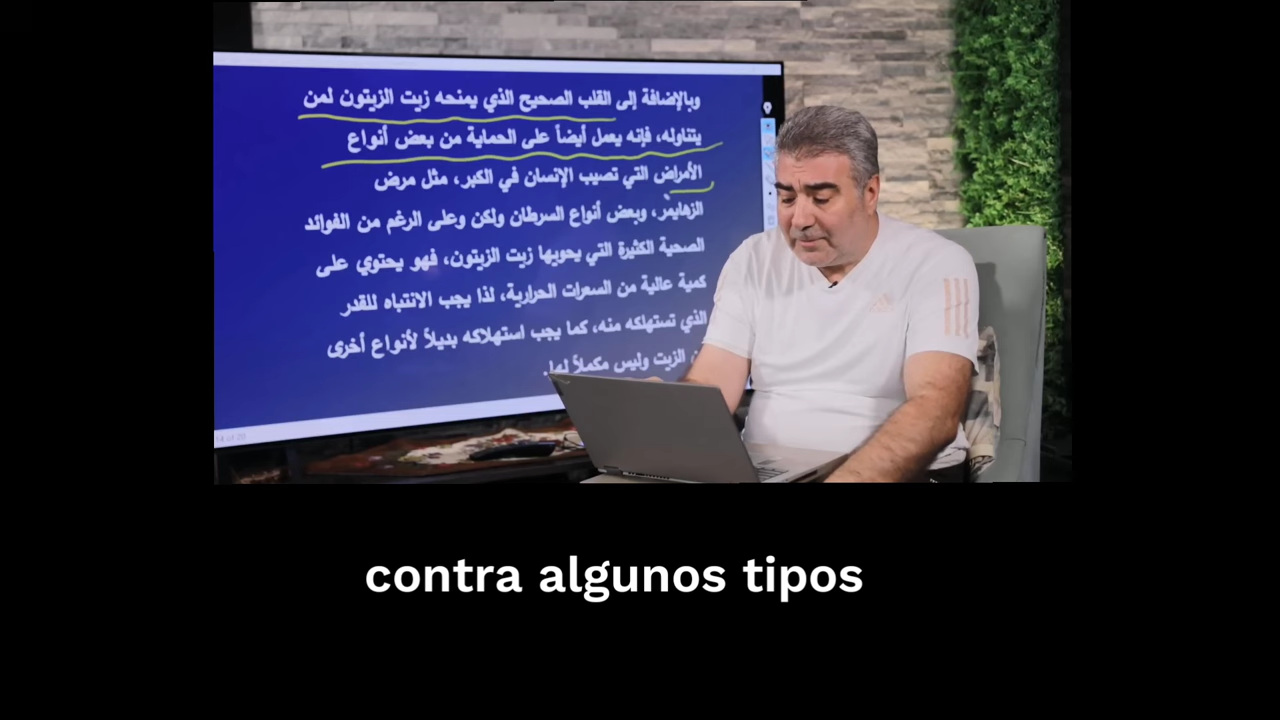 وبالإضافة إلى القلب الصحيح الذي يمنحه زيت الزيتون لمن
يتناوله، فإنه يعمل أيضاً على الحماية من بعض أنواع
الأمراض التي تصيب الإنسان في الكبر، مثل مرض
الزهايمر، وبعض أنواع السرطان ولكن وعلى الرغم من الفوائد
الصحية الكثيرة التي يحويها زيت الزيتون، فهو يحتوي على
كمية عالية من السعرات الحرارية، لذا يجب الانتباه للقدر
الذي تستهلكه منه، كما يجب استهلاكه بديلاً لأنواع أخرى
الزيت وليس مكملاً لها.
contra algunos tipos